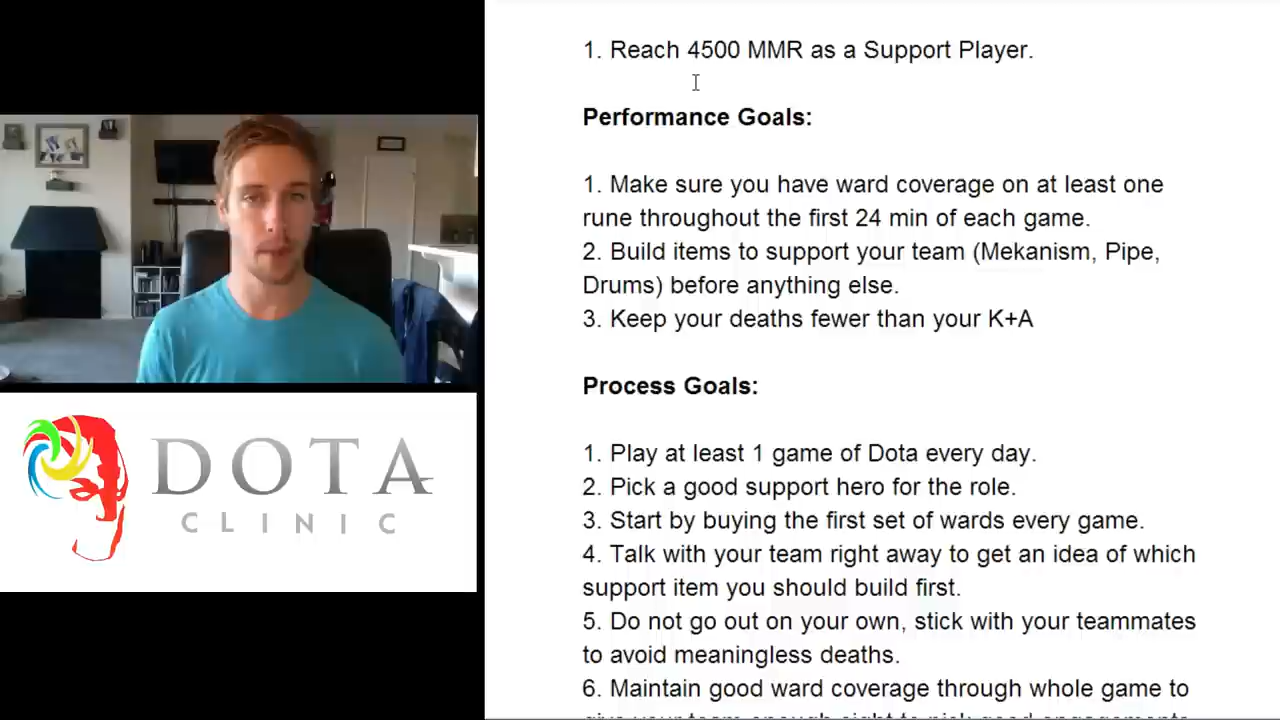 1. Reach 4500 MMR as a Support Player.
Performance Goals:
1. Make sure you have ward coverage on at least one
rune throughout the first 24 min of each game.
2. Build items to support your team (Mekanism, Pipe,
Drums) before anything else.
3. Keep your deaths fewer than your K+A
Process Goals:
1. Play at least 1 game of Dota every day.
2. Pick a good support hero for the role.
3. Start by buying the first set of wards every game.
4. Talk with your team right away to get an idea of which
support item you should build first.
5. Do not go out on your own, stick with your teammates
to avoid meaningless deaths.
6. Maintain good ward coverage through whole game to
DOTA
CLINIC